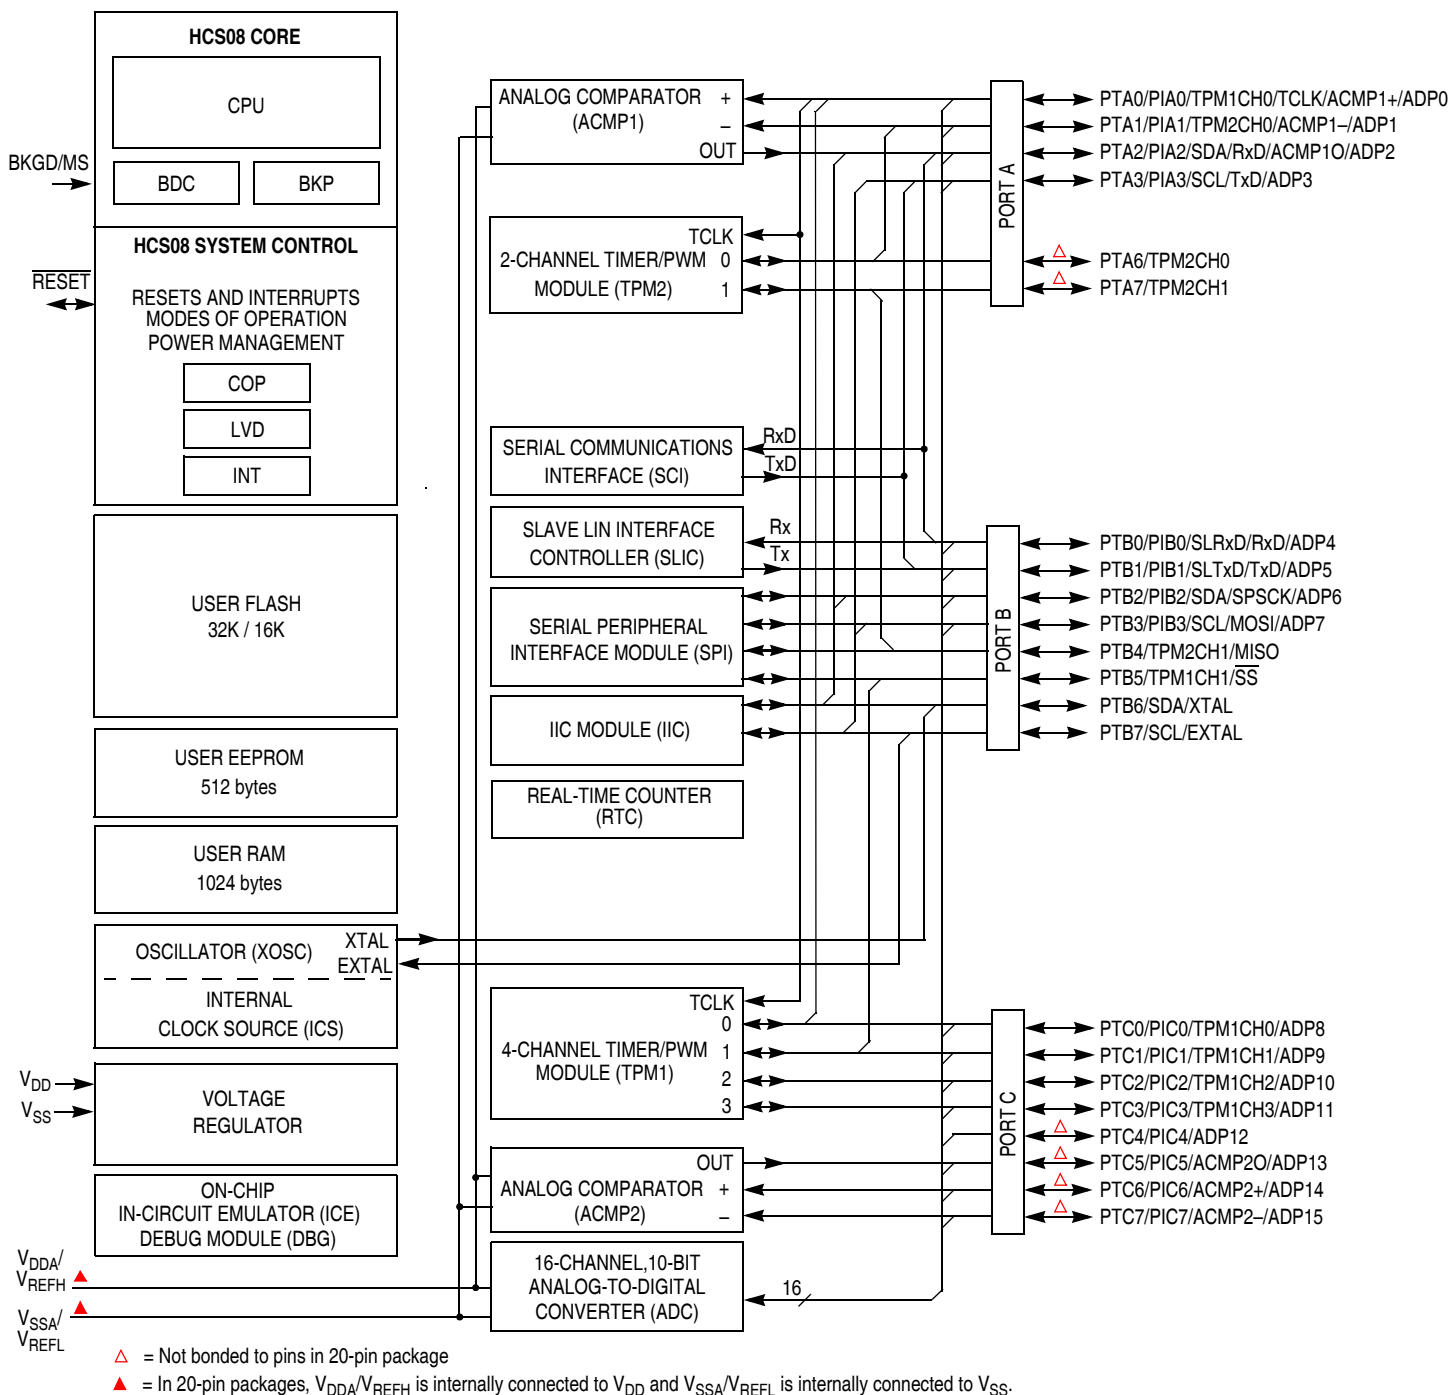 HCS08 CORE
CPU
BDC
BKP
BKGD/MS
HCS08 SYSTEM CONTROL
RESET
RESETS AND INTERRUPTS
MODES OF OPERATION
POWER MANAGEMENT
COP
LVD
INT
USER FLASH
32K / 16K
USER EEPROM
512 bytes
USER RAM
1024 bytes
OSCILLATOR (XOSC)
XTAL
EXTAL
INTERNAL
CLOCK SOURCE (ICS)
VDD
VSS
VOLTAGE
REGULATOR
ON-CHIP
IN-CIRCUIT EMULATOR (ICE)
DEBUG MODULE (DBG)
VDDA/
VREFH
VSSA/
VREFL
ANALOG COMPARATOR
(ACMP1)
+
–
OUT
2-CHANNEL TIMER/PWM
MODULE (TPM2)
TCLK
0
1
SERIAL COMMUNICATIONS
INTERFACE (SCI)
RxD
TxD
SLAVE LIN INTERFACE
CONTROLLER (SLIC)
Rx
Tx
SERIAL PERIPHERAL
INTERFACE MODULE (SPI)
IIC MODULE (IIC)
REAL-TIME COUNTER
(RTC)
TCLK
0
4-CHANNEL TIMER/PWM
MODULE (TPM1)
1
2
3
OUT
ANALOG COMPARATOR
(ACMP2)
+
–
16-CHANNEL,10-BIT
ANALOG-TO-DIGITAL
CONVERTER (ADC)
16
PORT A
PTA0/PIA0/TPM1CH0/TCLK/ACMP1+/ADP0
PTA1/PIA1/TPM2CH0/ACMP1–/ADP1
PTA2/PIA2/SDA/RxD/ACMP1O/ADP2
PTA3/PIA3/SCL/TxD/ADP3
PTA6/TPM2CH0
PTA7/TPM2CH1
PORT B
PTB0/PIB0/SLRxD/RxD/ADP4
PTB1/PIB1/SLTxD/TxD/ADP5
PTB2/PIB2/SDA/SPSCK/ADP6
PTB3/PIB3/SCL/MOSI/ADP7
PTB4/TPM2CH1/MISO
PTB5/TPM1CH1/SS
PTB6/SDA/XTAL
PTB7/SCL/EXTAL
PORT C
PTC0/PIC0/TPM1CH0/ADP8
PTC1/PIC1/TPM1CH1/ADP9
PTC2/PIC2/TPM1CH2/ADP10
PTC3/PIC3/TPM1CH3/ADP11
PTC4/PIC4/ADP12
PTC5/PIC5/ACMP2O/ADP13
PTC6/PIC6/ACMP2+/ADP14
PTC7/PIC7/ACMP2–/ADP15
△ = Not bonded to pins in 20-pin package
▲ = In 20-pin packages, VDDA/VREFH is internally connected to VDD and VSSA/VREFL is internally connected to VSS.